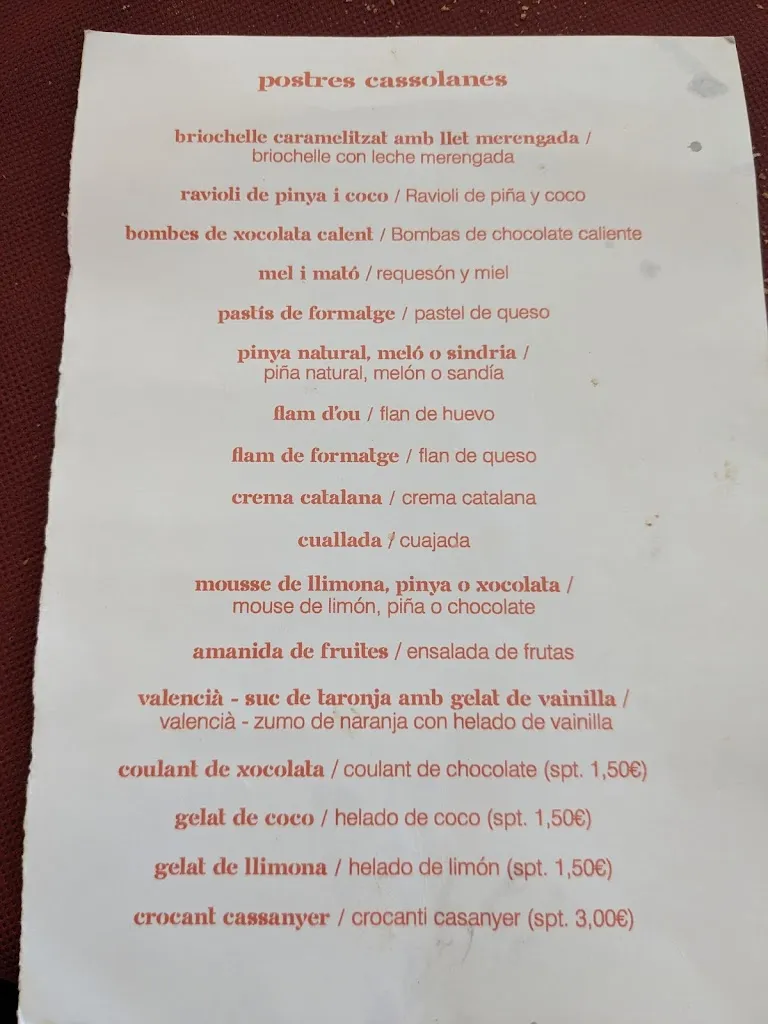 postres cassolanes
briochelle caramelitzat amb llet merengada /
briochelle con leche merengada
ravioli de pinya i coco / Ravioli de piña y coco
bombes de xocolata calent / Bombas de chocolate caliente
mel i mató / requesón y miel
pastís de formatge / pastel de queso
pinya natural, meló o sindria /
piña natural, melón o sandía
flam d'ou / flan de huevo
flam de formatge / flan de queso
crema catalana / crema catalana
cuallada / cuajada
mousse de llimona, pinya o xocolata /
mouse de limón, piña o chocolate
amanida de fruites / ensalada de frutas
valencià - suc de taronja amb gelat de vainilla /
valencià - zumo de naranja con helado de vainilla
coulant de xocolata / coulant de chocolate (spt. 1,50€)
gelat de coco / helado de coco (spt. 1,50€)
gelat de llimona / helado de limón (spt. 1,50€)
crocant cassanyer / crocanti casanyer (spt. 3,00€)